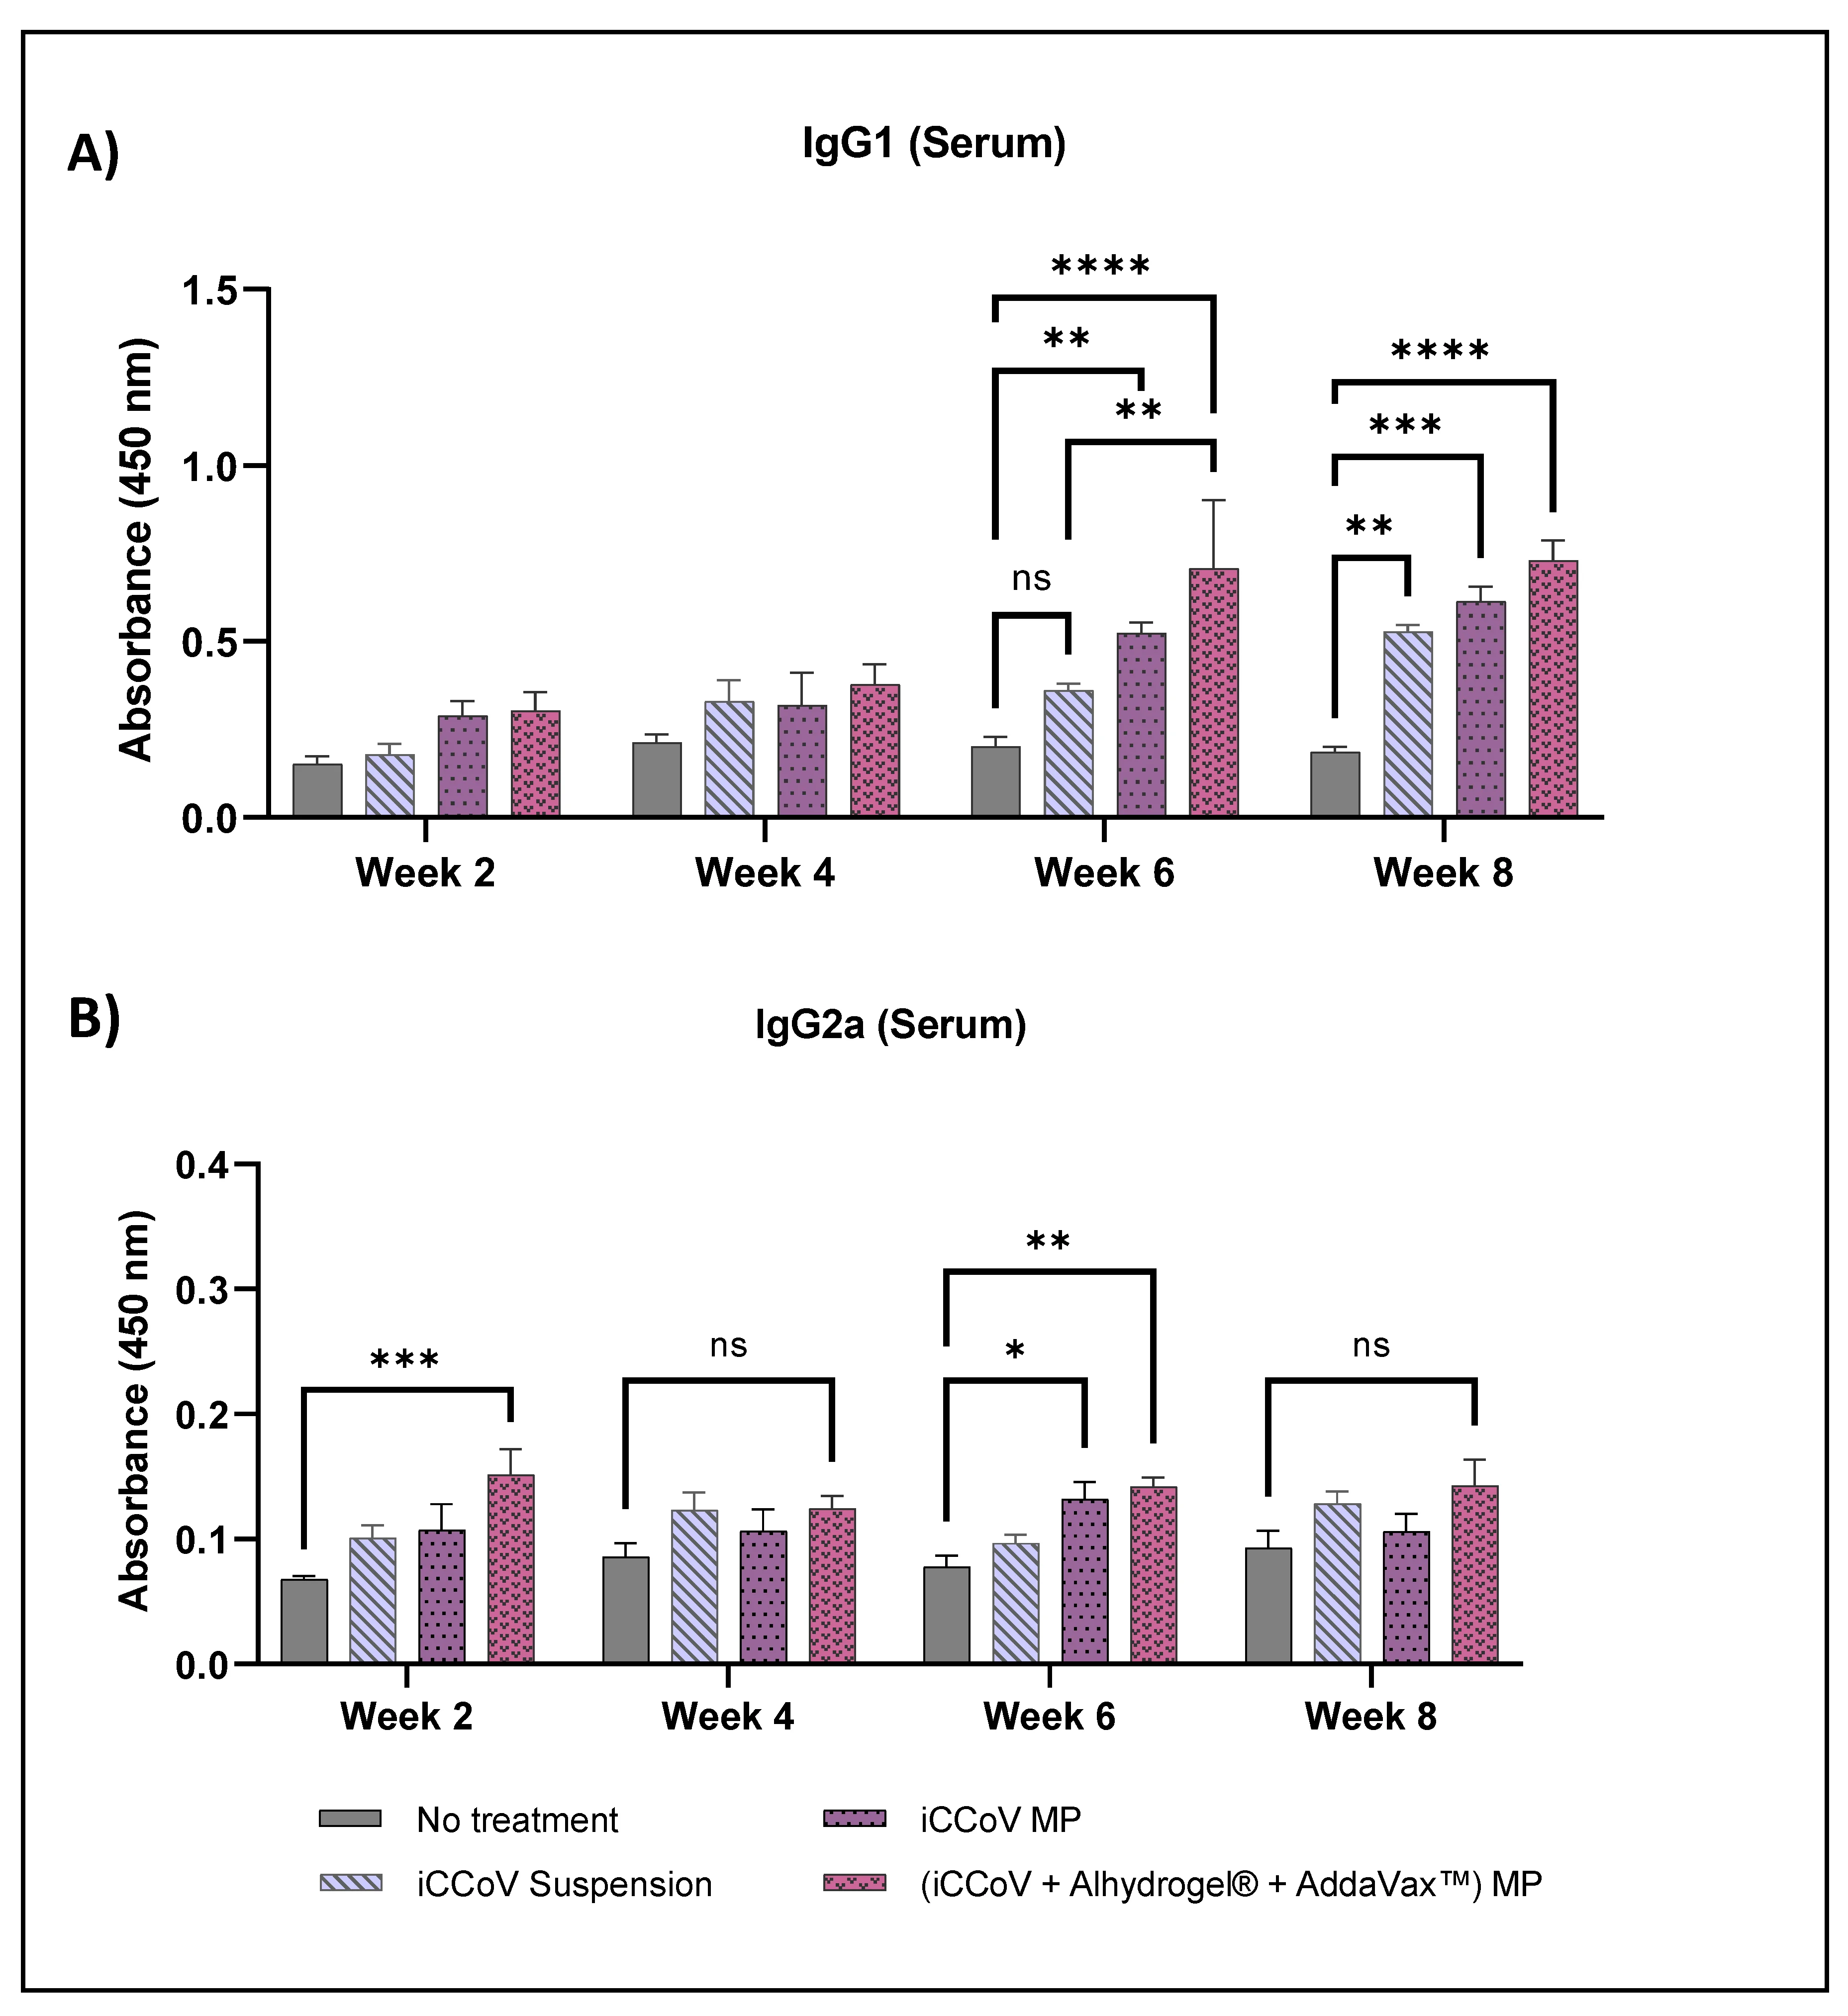 A)
IgG1 (Serum)
Absorbance (450 nm)
1.5
1.0
0.5
0.0
****
**
**
ns
****
***
**
Week 2
Week 4
Week 6
Week 8
B)
IgG2a (Serum)
Absorbance (450 nm)
0.4
0.3
0.2
0.1
0.0
***
ns
**
*
ns
Week 2
Week 4
Week 6
Week 8
No treatment
iCCoV MP
iCCoV Suspension
(iCCoV + Alhydrogel® + AddaVax™) MP